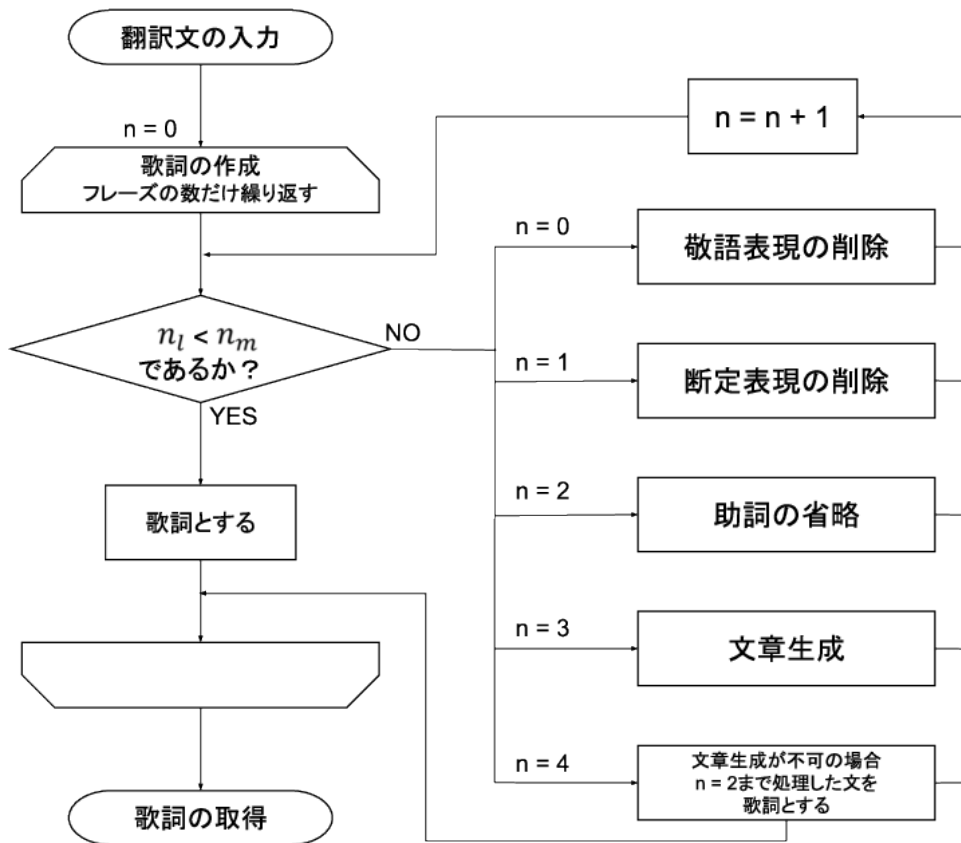 翻訳文の入力
n = 0
歌詞の作成
フレーズの数だけ繰り返す
n_l < n_m
であるか？
NO
YES
歌詞とする
歌詞の取得
n = n + 1
n = 0
敬語表現の削除
n = 1
断定表現の削除
n = 2
助詞の省略
n = 3
文章生成
n = 4
文章生成が不可の場合
n = 2まで処理した文を
歌詞とする